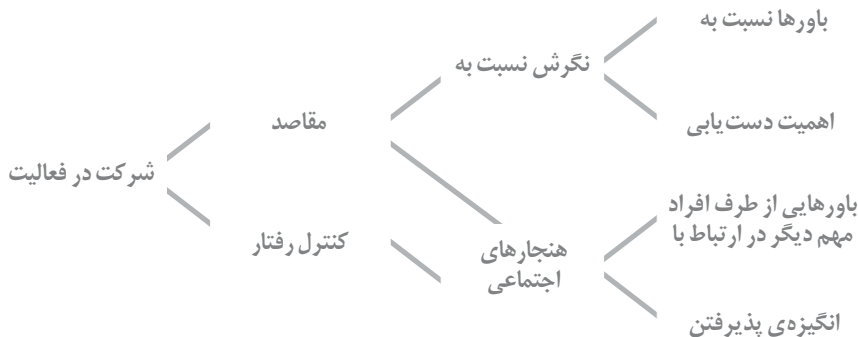 باورها نسبت به
نگرش نسبت به
اهمیت دست‌یابی
مقاصد
شرکت در فعالیت
باورهایی از طرف افراد
مهم دیگر در ارتباط با
کنترل رفتار
هنجارهای
اجتماعی
انگیزه‌ی پذیرفتن